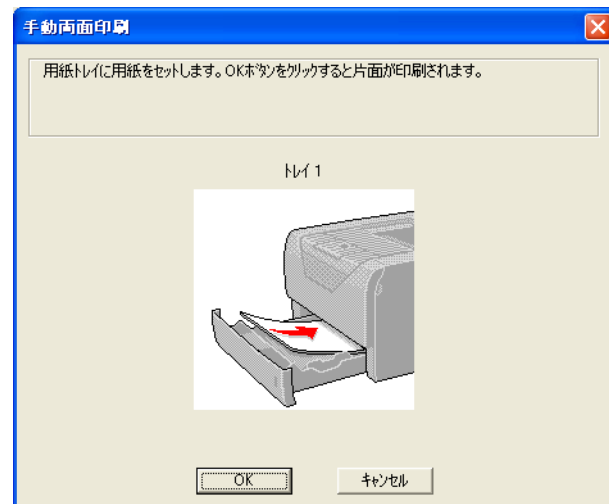 手動両面印刷
用紙ﾄﾚｲに用紙をｾｯﾄします。OKﾎﾞﾀﾝをｸﾘｯｸすると片面が印刷されます。
ﾄﾚｲ 1
OK
ｷｬﾝｾﾙ